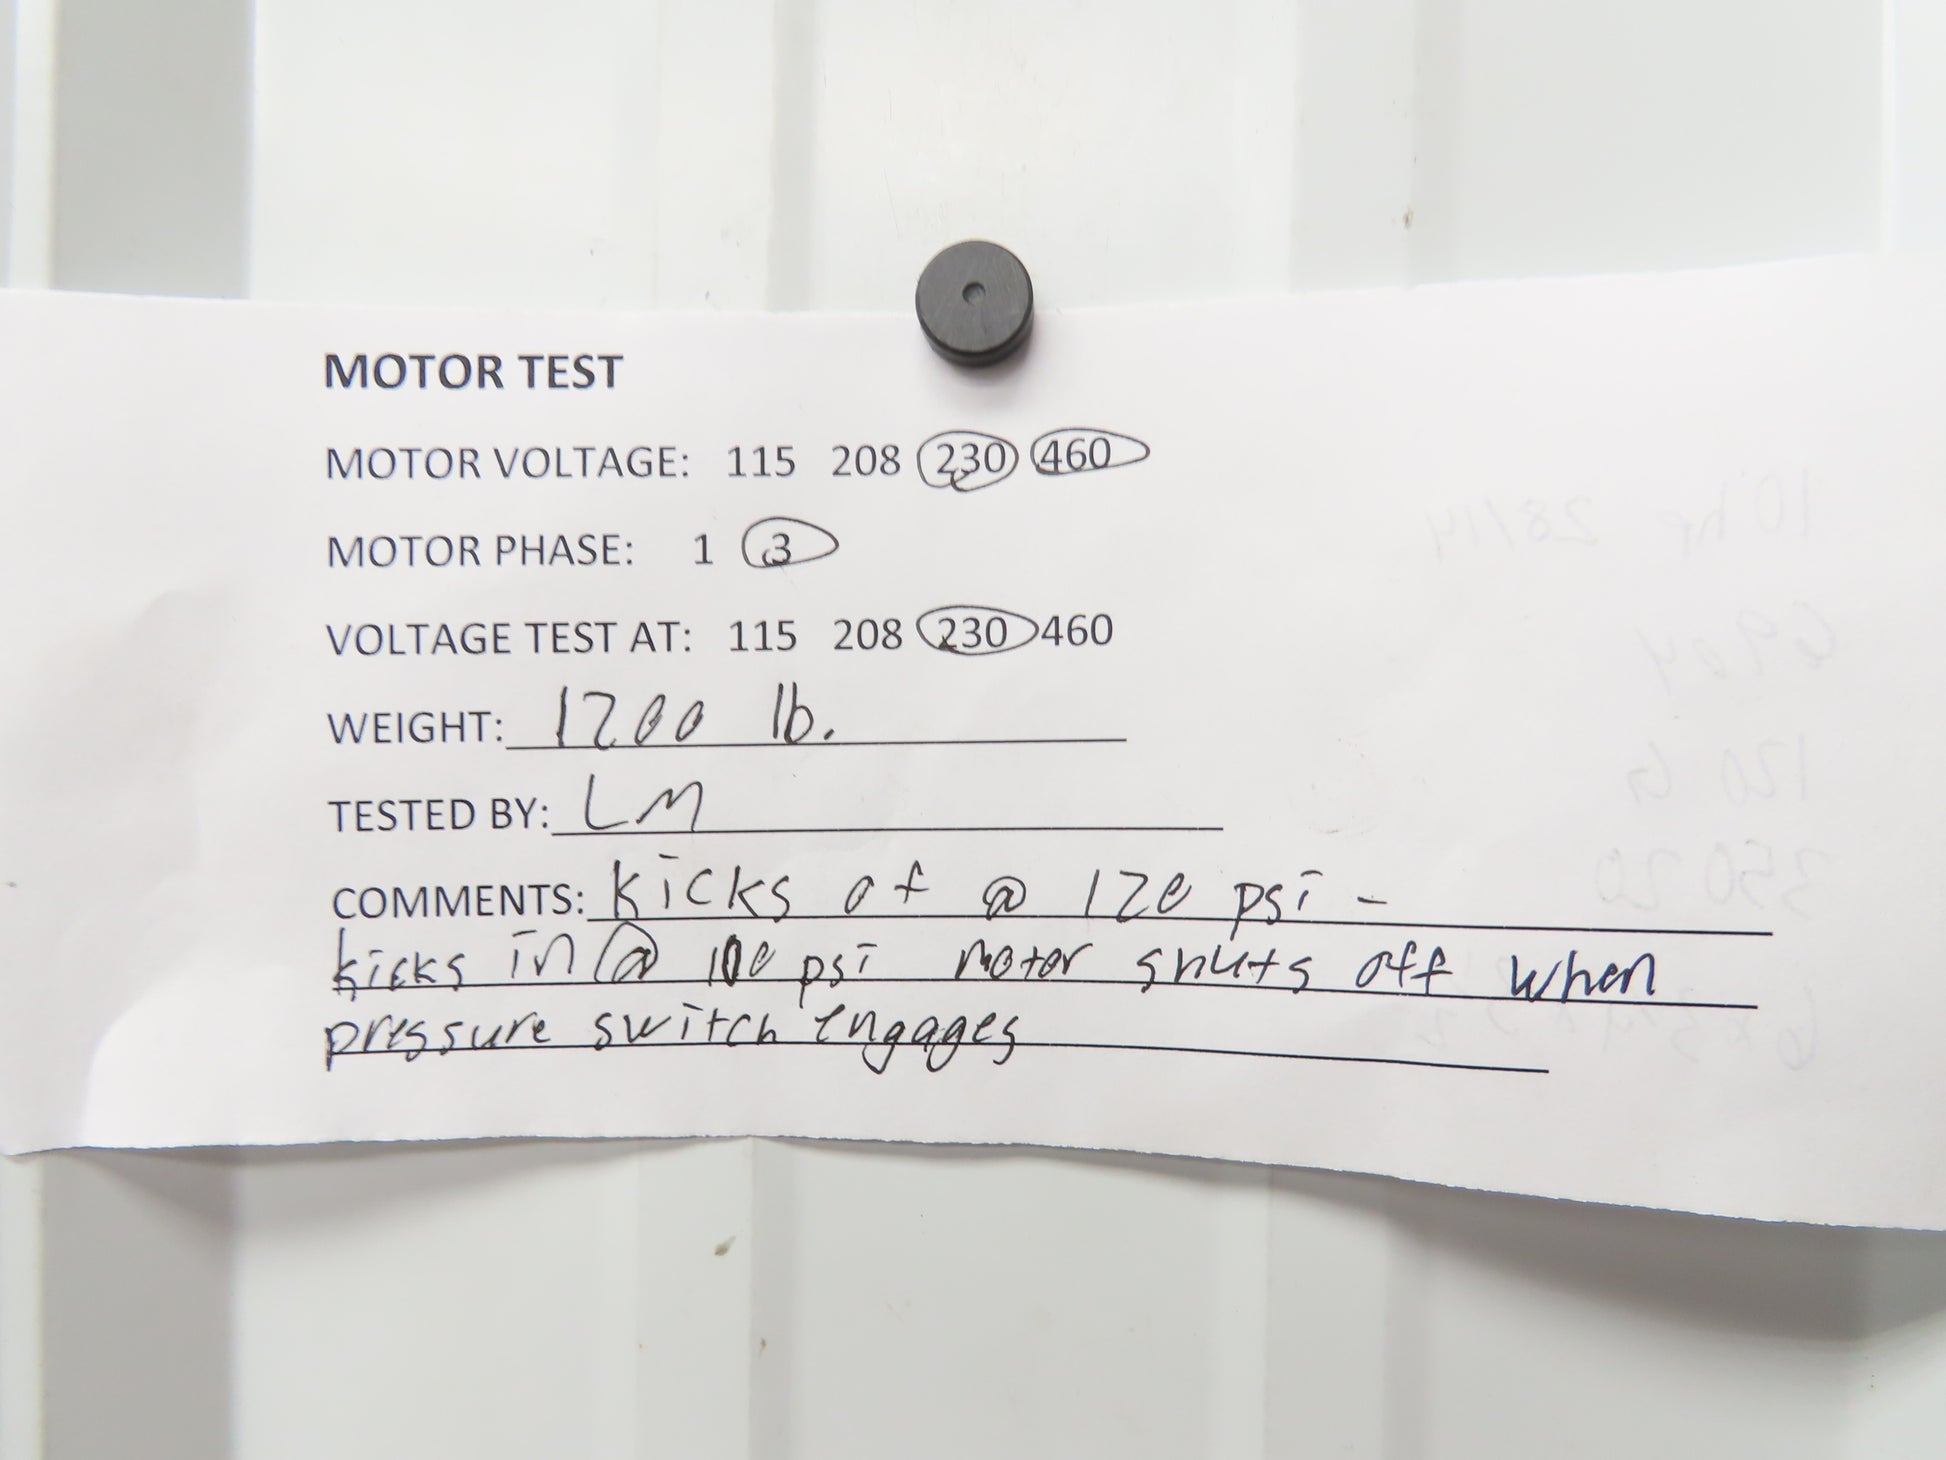 MOTOR TEST
MOTOR VOLTAGE: 115 208 230 460
MOTOR PHASE: 1 3
VOLTAGE TEST AT: 115 208 230 460
WEIGHT: 1200 lb.
TESTED BY: LM
COMMENTS: kicks of @ 120 psi -
kicks in @ 100 psi motor shuts off when
pressure switch engages